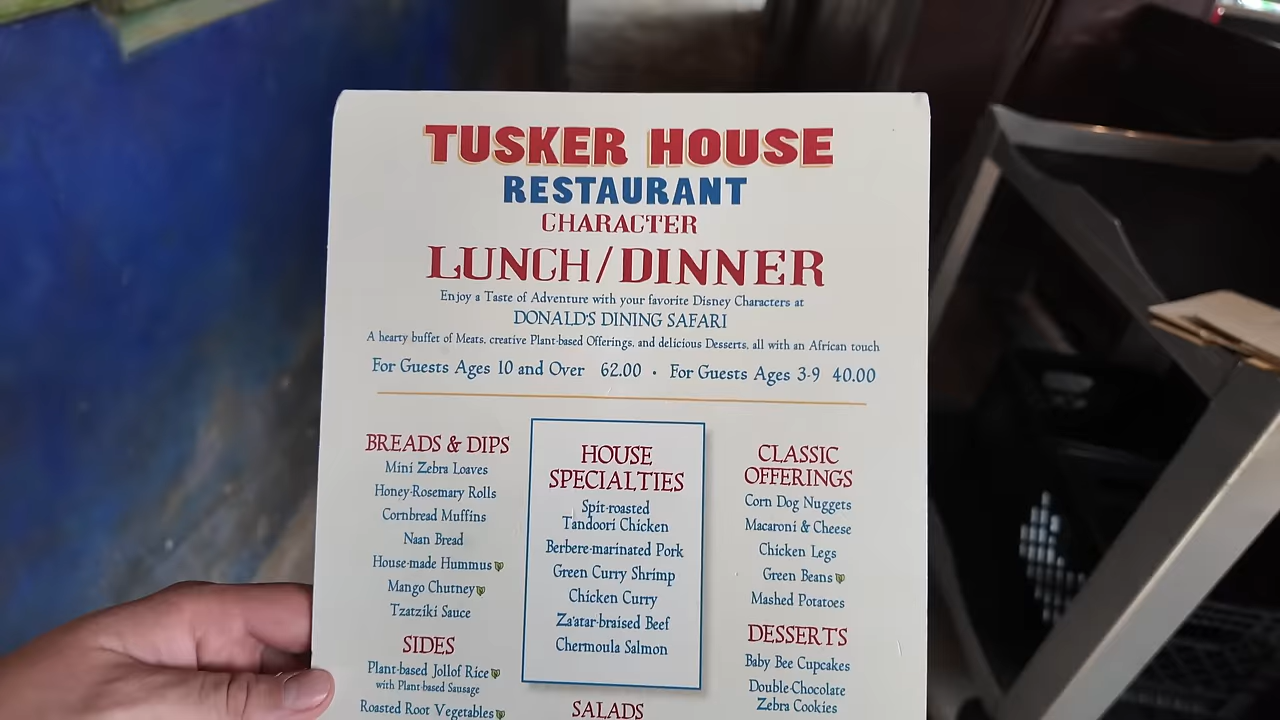 TUSKER HOUSE
RESTAURANT
CHARACTER
LUNCH/DINNER
Enjoy a Taste of Adventure with your favorite Disney Characters at
DONALD'S DINING SAFARI
A hearty buffet of Meats, creative Plant-based Offerings, and delicious Desserts, all with an African touch
For Guests Ages 10 and Over 62.00 · For Guests Ages 3-9 40.00
BREADS & DIPS
Mini Zebra Loaves
Honey-Rosemary Rolls
Cornbread Muffins
Naan Bread
House-made Hummus
Mango Chutney
Tzatziki Sauce
SIDES
Plant-based Jollof Rice
with Plant-based Sausage
Roasted Root Vegetables
HOUSE
SPECIALTIES
Spit-roasted
Tandoori Chicken
Berbere-marinated Pork
Green Curry Shrimp
Chicken Curry
Za'atar-braised Beef
Chermoula Salmon
SALADS
CLASSIC
OFFERINGS
Corn Dog Nuggets
Macaroni & Cheese
Chicken Legs
Green Beans
Mashed Potatoes
DESSERTS
Baby Bee Cupcakes
Double-Chocolate
Zebra Cookies